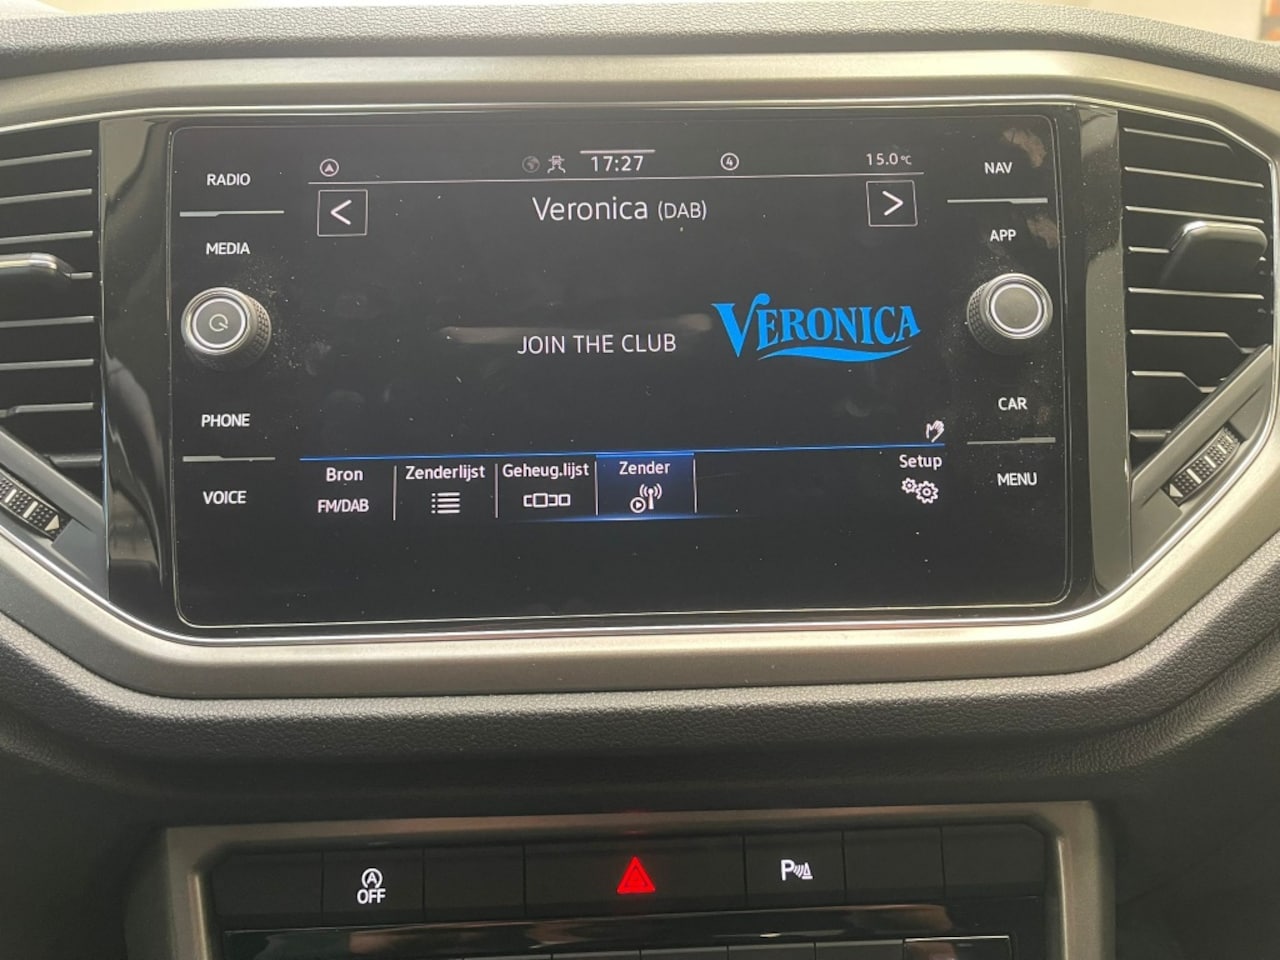 RADIO
MEDIA
PHONE
VOICE
17:27
4
15.0 °C
<
Veronica (DAB)
>
JOIN THE CLUB
VERONICA
Bron
FM/DAB
Zenderlijst
Geheug.lijst
Zender
Setup
NAV
APP
CAR
MENU
A
OFF
P